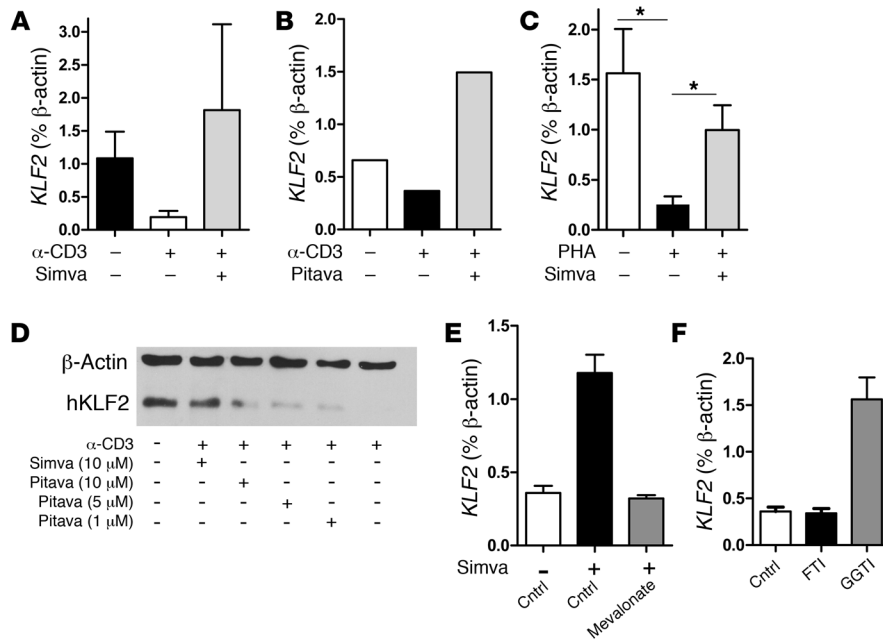 A
KLF2 (% β-actin)
3.0
2.5
2.0
1.5
1.0
0.5
0.0
α-CD3 – + +
Simva – – +
B
KLF2 (% β-actin)
2.0
1.5
1.0
0.5
0.0
α-CD3 – + +
Pitava – – +
C
KLF2 (% β-actin)
2.0
1.5
1.0
0.5
0.0
* *
PHA – + +
Simva – – +
D
β-Actin
hKLF2
α-CD3 - + + + + +
Simva (10 μM) - + - - - -
Pitava (10 μM) - - + - - -
Pitava (5 μM) - - - + - -
Pitava (1 μM) - - - - + -
E
KLF2 (% β-actin)
1.5
1.0
0.5
0.0
Simva - + +
Cntrl Cntrl Mevalonate
F
KLF2 (% β-actin)
2.0
1.5
1.0
0.5
0.0
Cntrl FTI GGTI